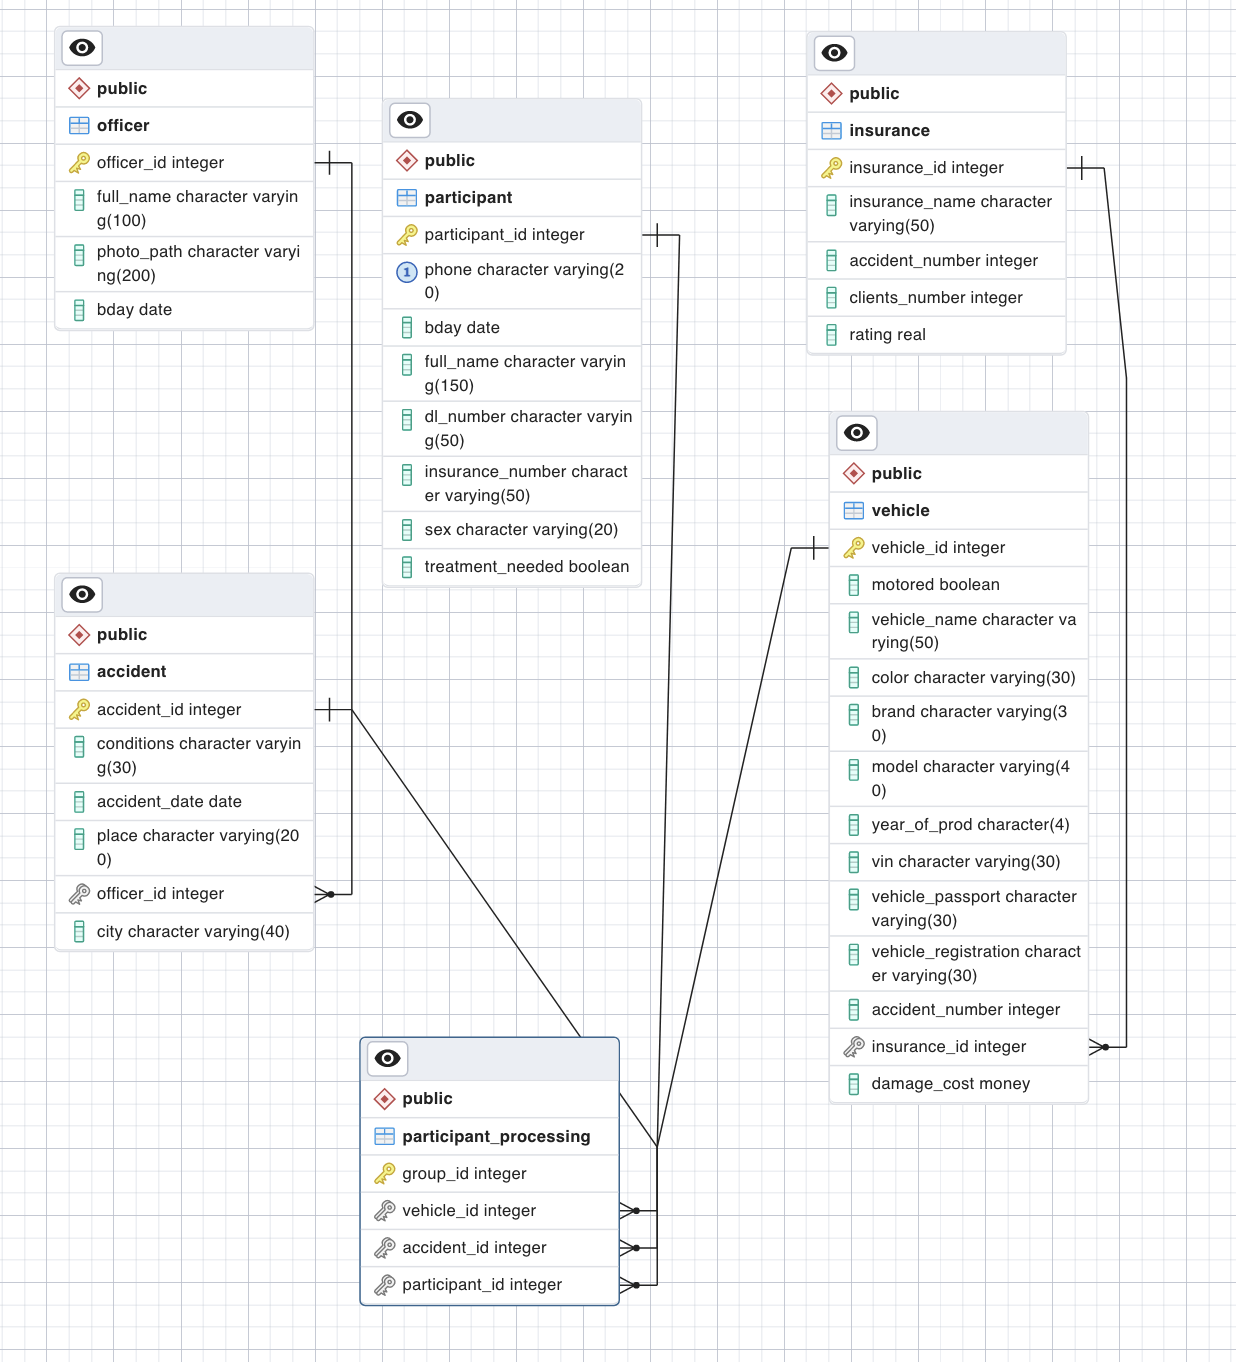 public
officer
officer_id integer
full_name character varyin
g(100)
photo_path character varyi
ng(200)
bday date
public
participant
participant_id integer
1
phone character varying(2
0)
bday date
full_name character varyin
g(150)
dl_number character varyin
g(50)
insurance_number charact
er varying(50)
sex character varying(20)
treatment_needed boolean
public
insurance
insurance_id integer
insurance_name character
varying(50)
accident_number integer
clients_number integer
rating real
public
vehicle
vehicle_id integer
motored boolean
vehicle_name character va
rying(50)
color character varying(30)
brand character varying(3
0)
model character varying(4
0)
year_of_prod character(4)
vin character varying(30)
vehicle_passport character
varying(30)
vehicle_registration charact
er varying(30)
accident_number integer
insurance_id integer
damage_cost money
public
accident
accident_id integer
conditions character varyin
g(30)
accident_date date
place character varying(20
0)
officer_id integer
city character varying(40)
public
participant_processing
group_id integer
vehicle_id integer
accident_id integer
participant_id integer